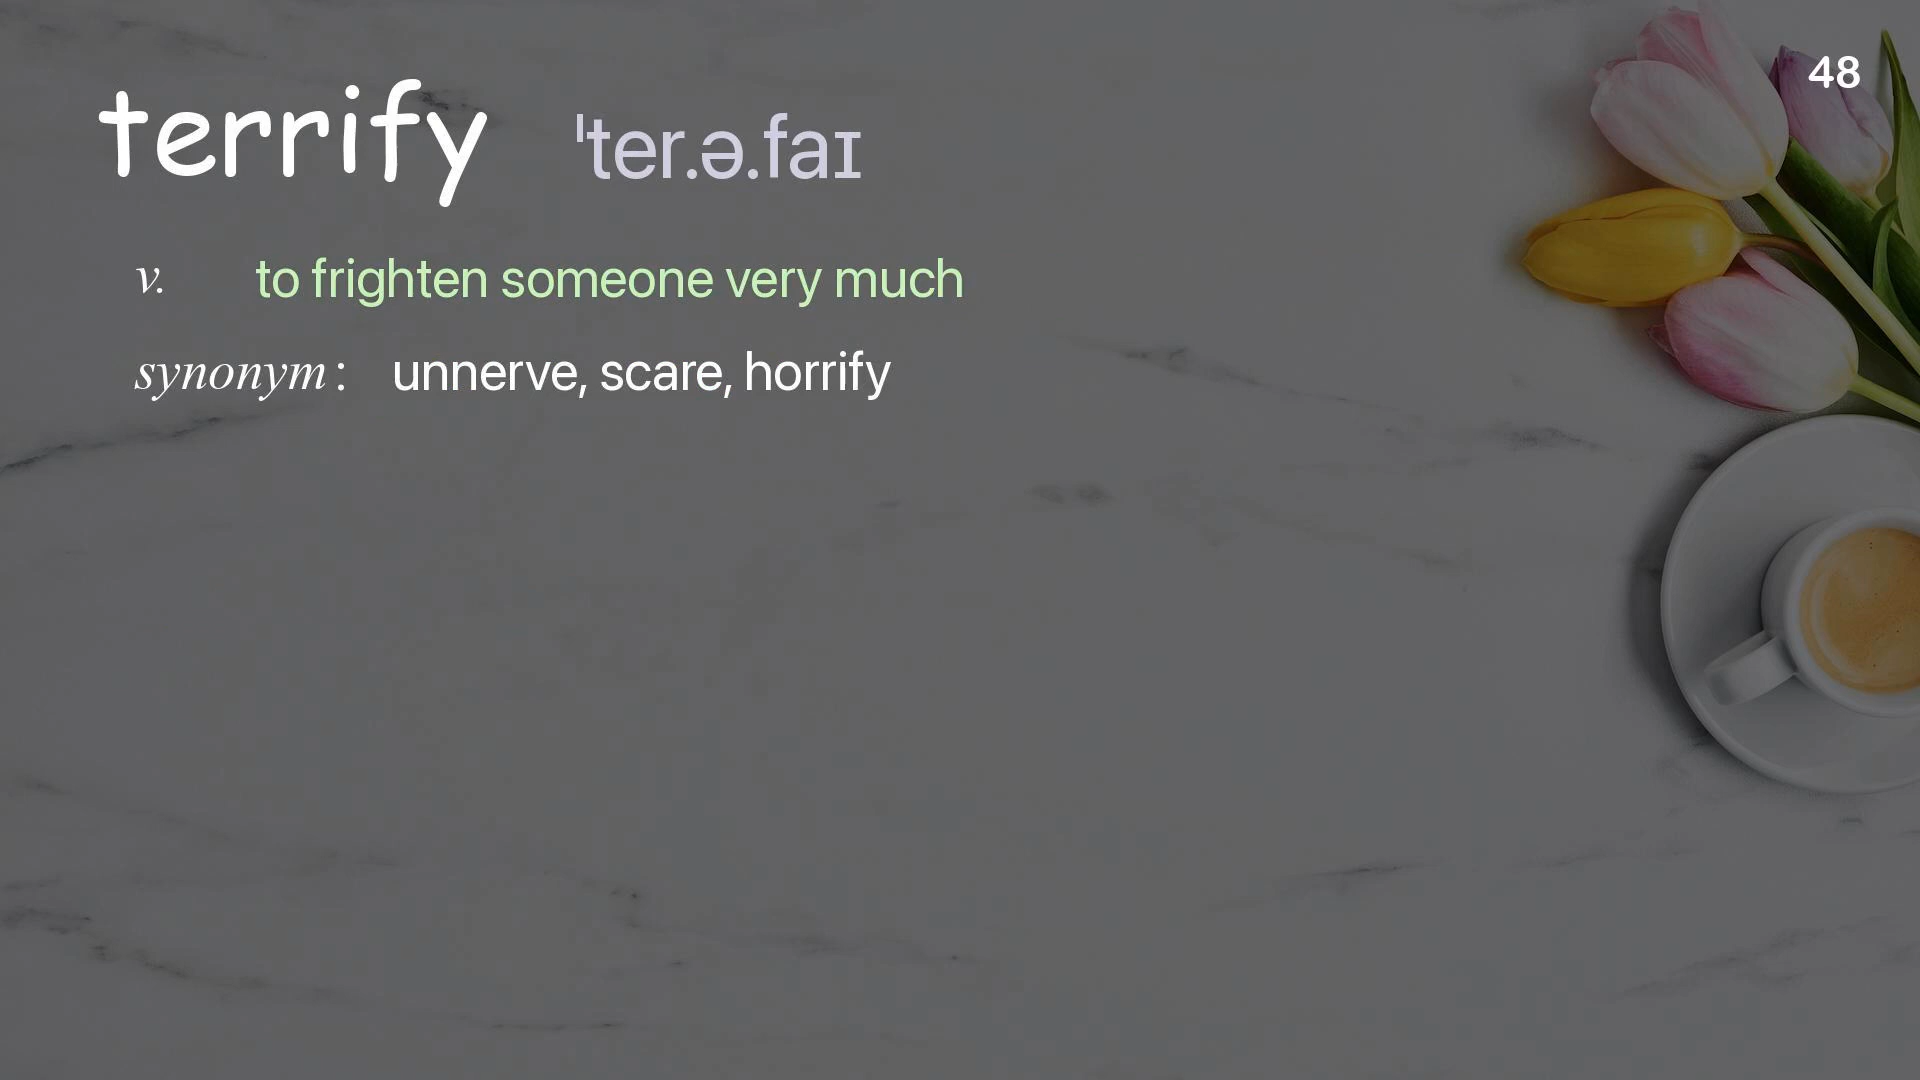 48
terrify ˈter.ə.faɪ
v. to frighten someone very much
synonym : unnerve, scare, horrify